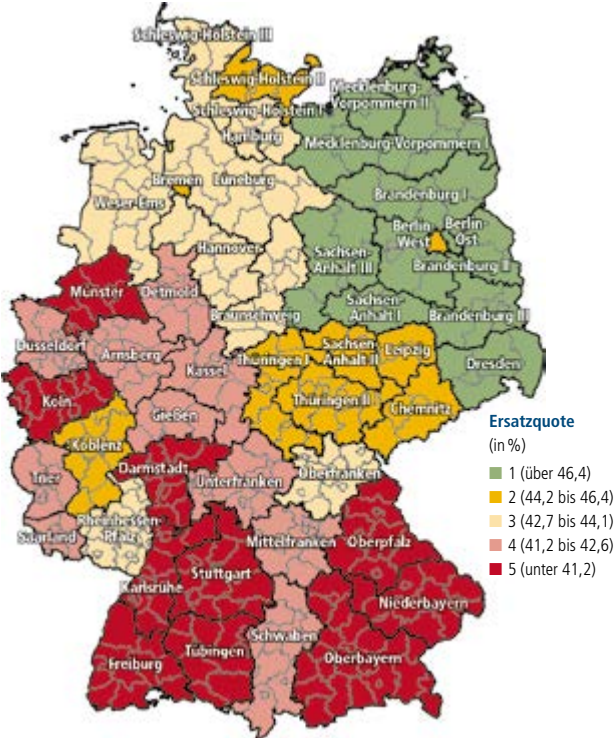 Schleswig-Holstein III
Schleswig-Holstein II
Mecklenburg-
Vorpommern II
Schleswig-Holstein I
Hamburg
Mecklenburg-Vorpommern I
Bremen
Lüneburg
Weser-Ems
Brandenburg I
Berlin-
West
Berlin-
Ost
Hannover
Sachsen-
Anhalt III
Brandenburg II
Münster
Detmold
Braunschweig
Sachsen-
Anhalt I
Brandenburg III
Düsseldorf
Arnsberg
Kassel
Thüringen I
Sachsen-
Anhalt II
Leipzig
Dresden
Köln
Gießen
Thüringen II
Chemnitz
Koblenz
Darmstadt
Trier
Unterfranken
Oberfranken
Rheinhessen-
Pfalz
Saarland
Mittelfranken
Oberpfalz
Karlsruhe
Stuttgart
Niederbayern
Schwaben
Freiburg
Tübingen
Oberbayern
Ersatzquote
(in %)
1 (über 46,4)
2 (44,2 bis 46,4)
3 (42,7 bis 44,1)
4 (41,2 bis 42,6)
5 (unter 41,2)